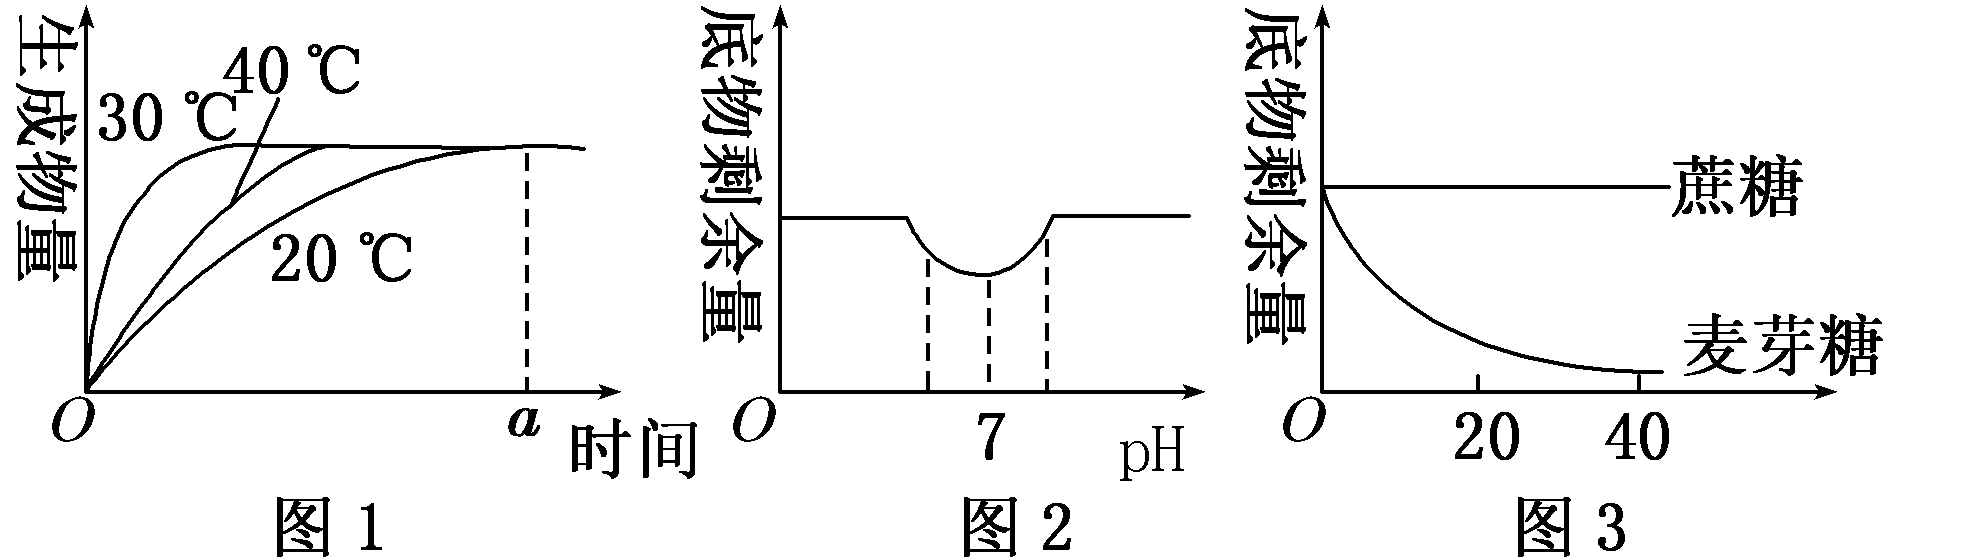 生成物量
40 ℃
30 ℃
20 ℃
O
a
时间
图 1
底物剩余量
O
7
pH
图 2
底物剩余量
蔗糖
麦芽糖
O
20
40
图 3